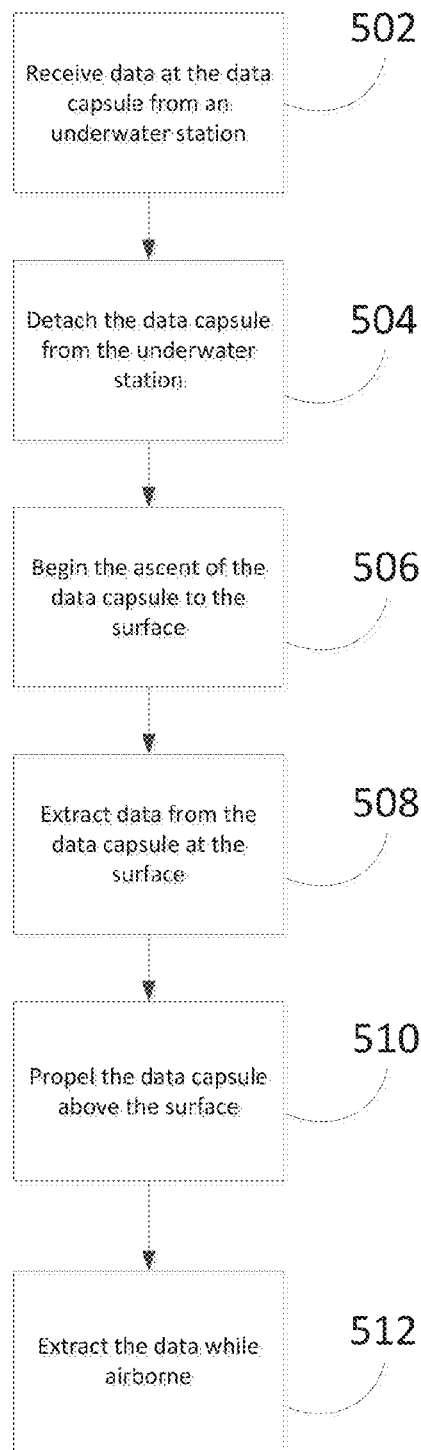 502
Receive data at the data
capsule from an
underwater station
504
Detach the data capsule
from the underwater
station
506
Begin the ascent of the
data capsule to the
surface
508
Extract data from the
data capsule at the
surface
510
Propel the data capsule
above the surface
512
Extract the data while
airborne